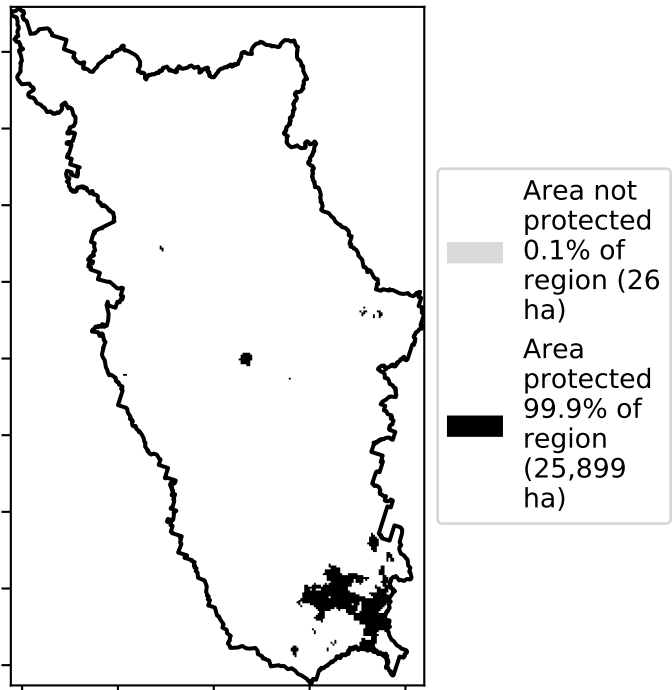 Area not
protected
0.1% of
region (26
ha)
Area
protected
99.9% of
region
(25,899
ha)